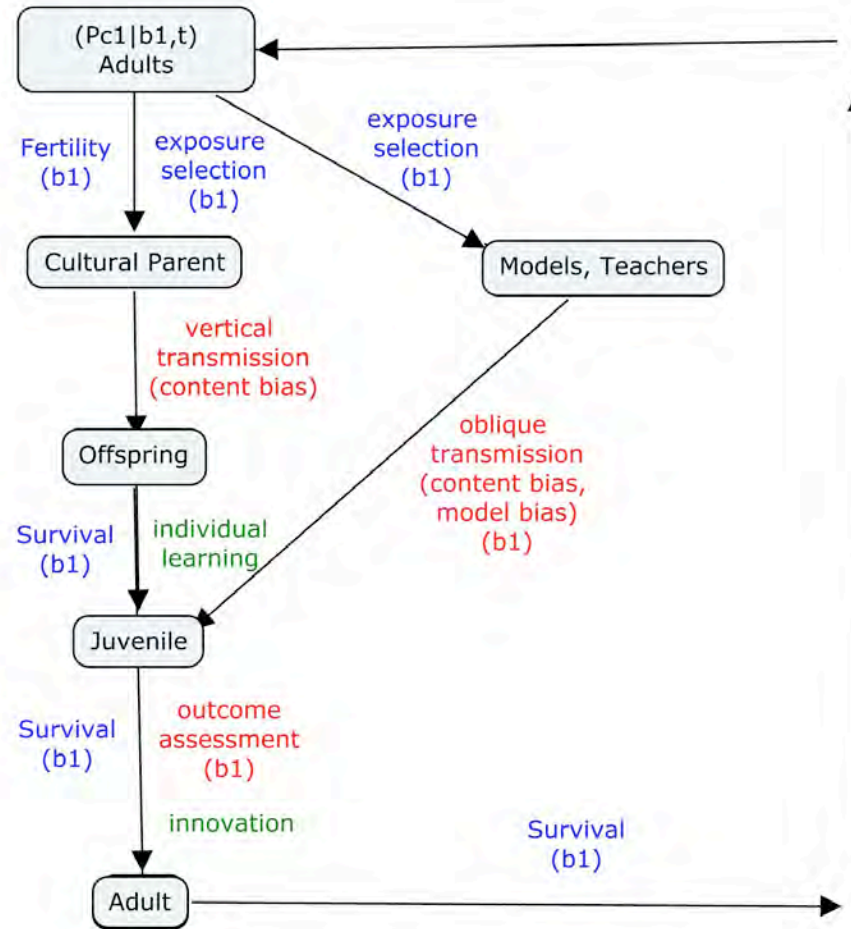 (Pc1|b1,t)
Adults
Fertility
(b1)
exposure
selection
(b1)
exposure
selection
(b1)
Cultural Parent
Models, Teachers
vertical
transmission
(content bias)
oblique
transmission
(content bias,
model bias)
(b1)
Offspring
Survival
(b1)
individual
learning
Juvenile
Survival
(b1)
outcome
assessment
(b1)
innovation
Survival
(b1)
Adult